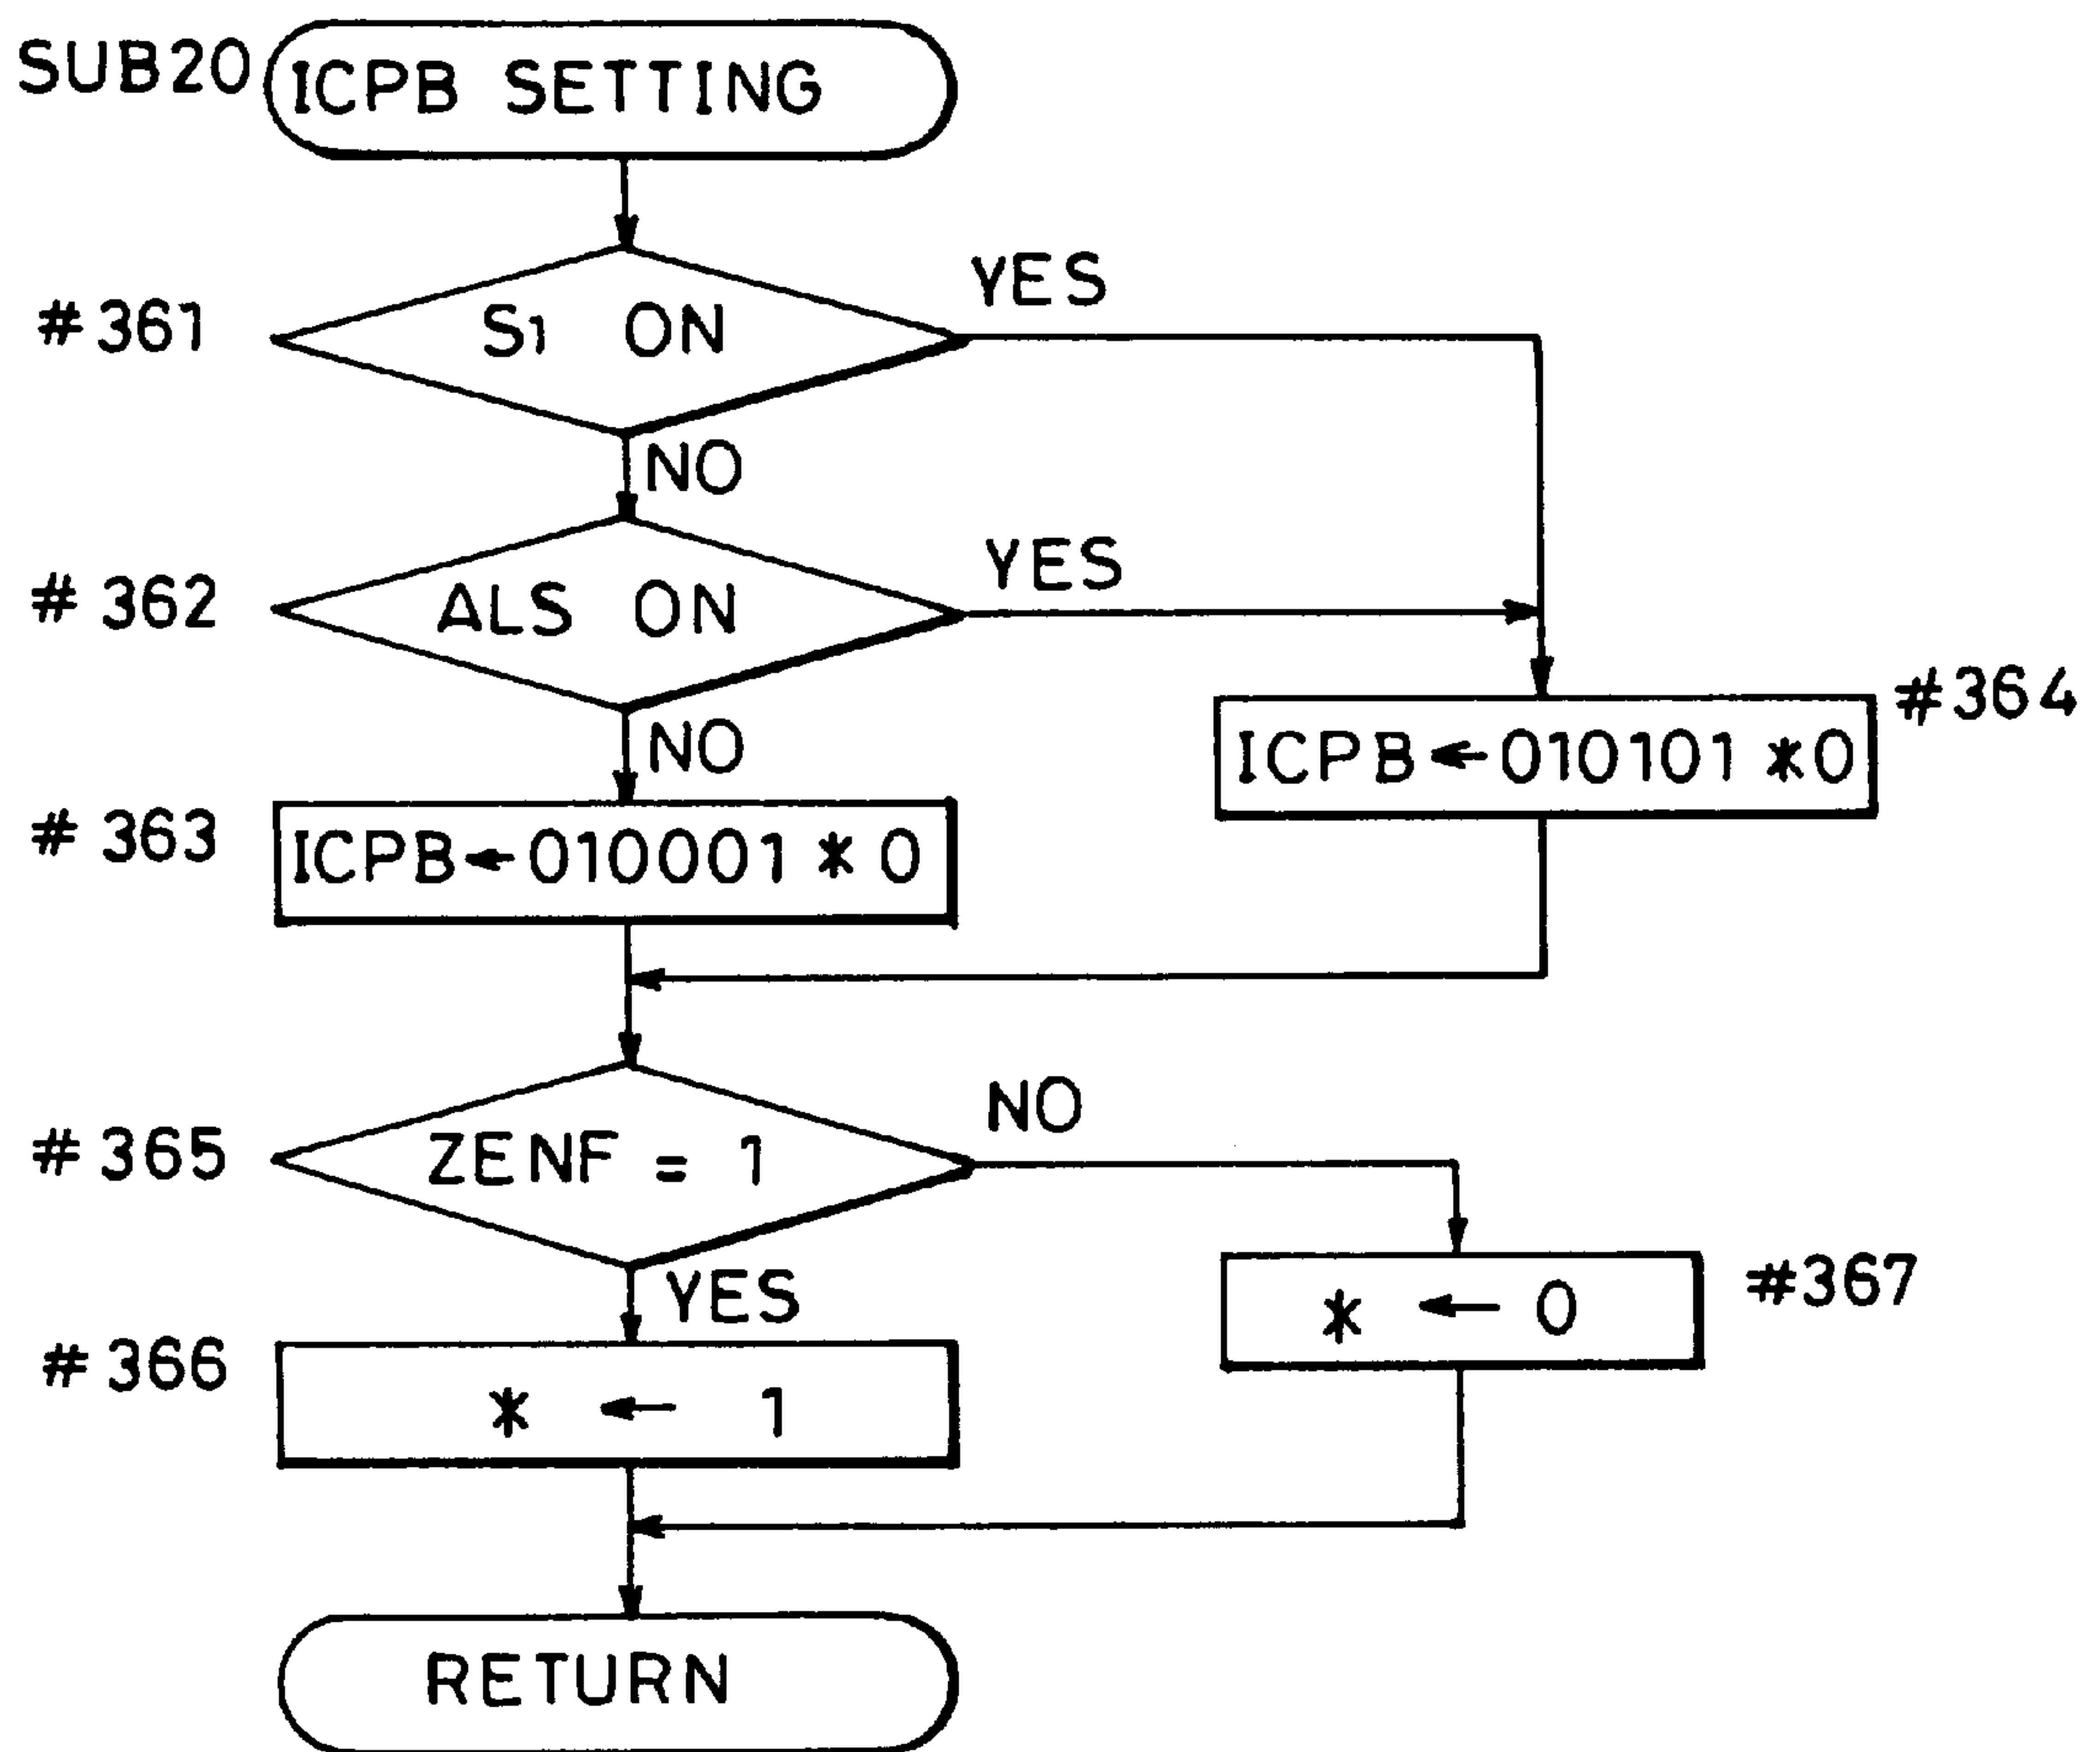 SUB20 ICPB SETTING
#361 S1 ON YES
NO
#362 ALS ON YES
NO
#364
ICPB←010101*0
#363 ICPB←010001*0
#365 ZENF = 1 NO
YES
#367
* ← 0
#366 * ← 1
RETURN